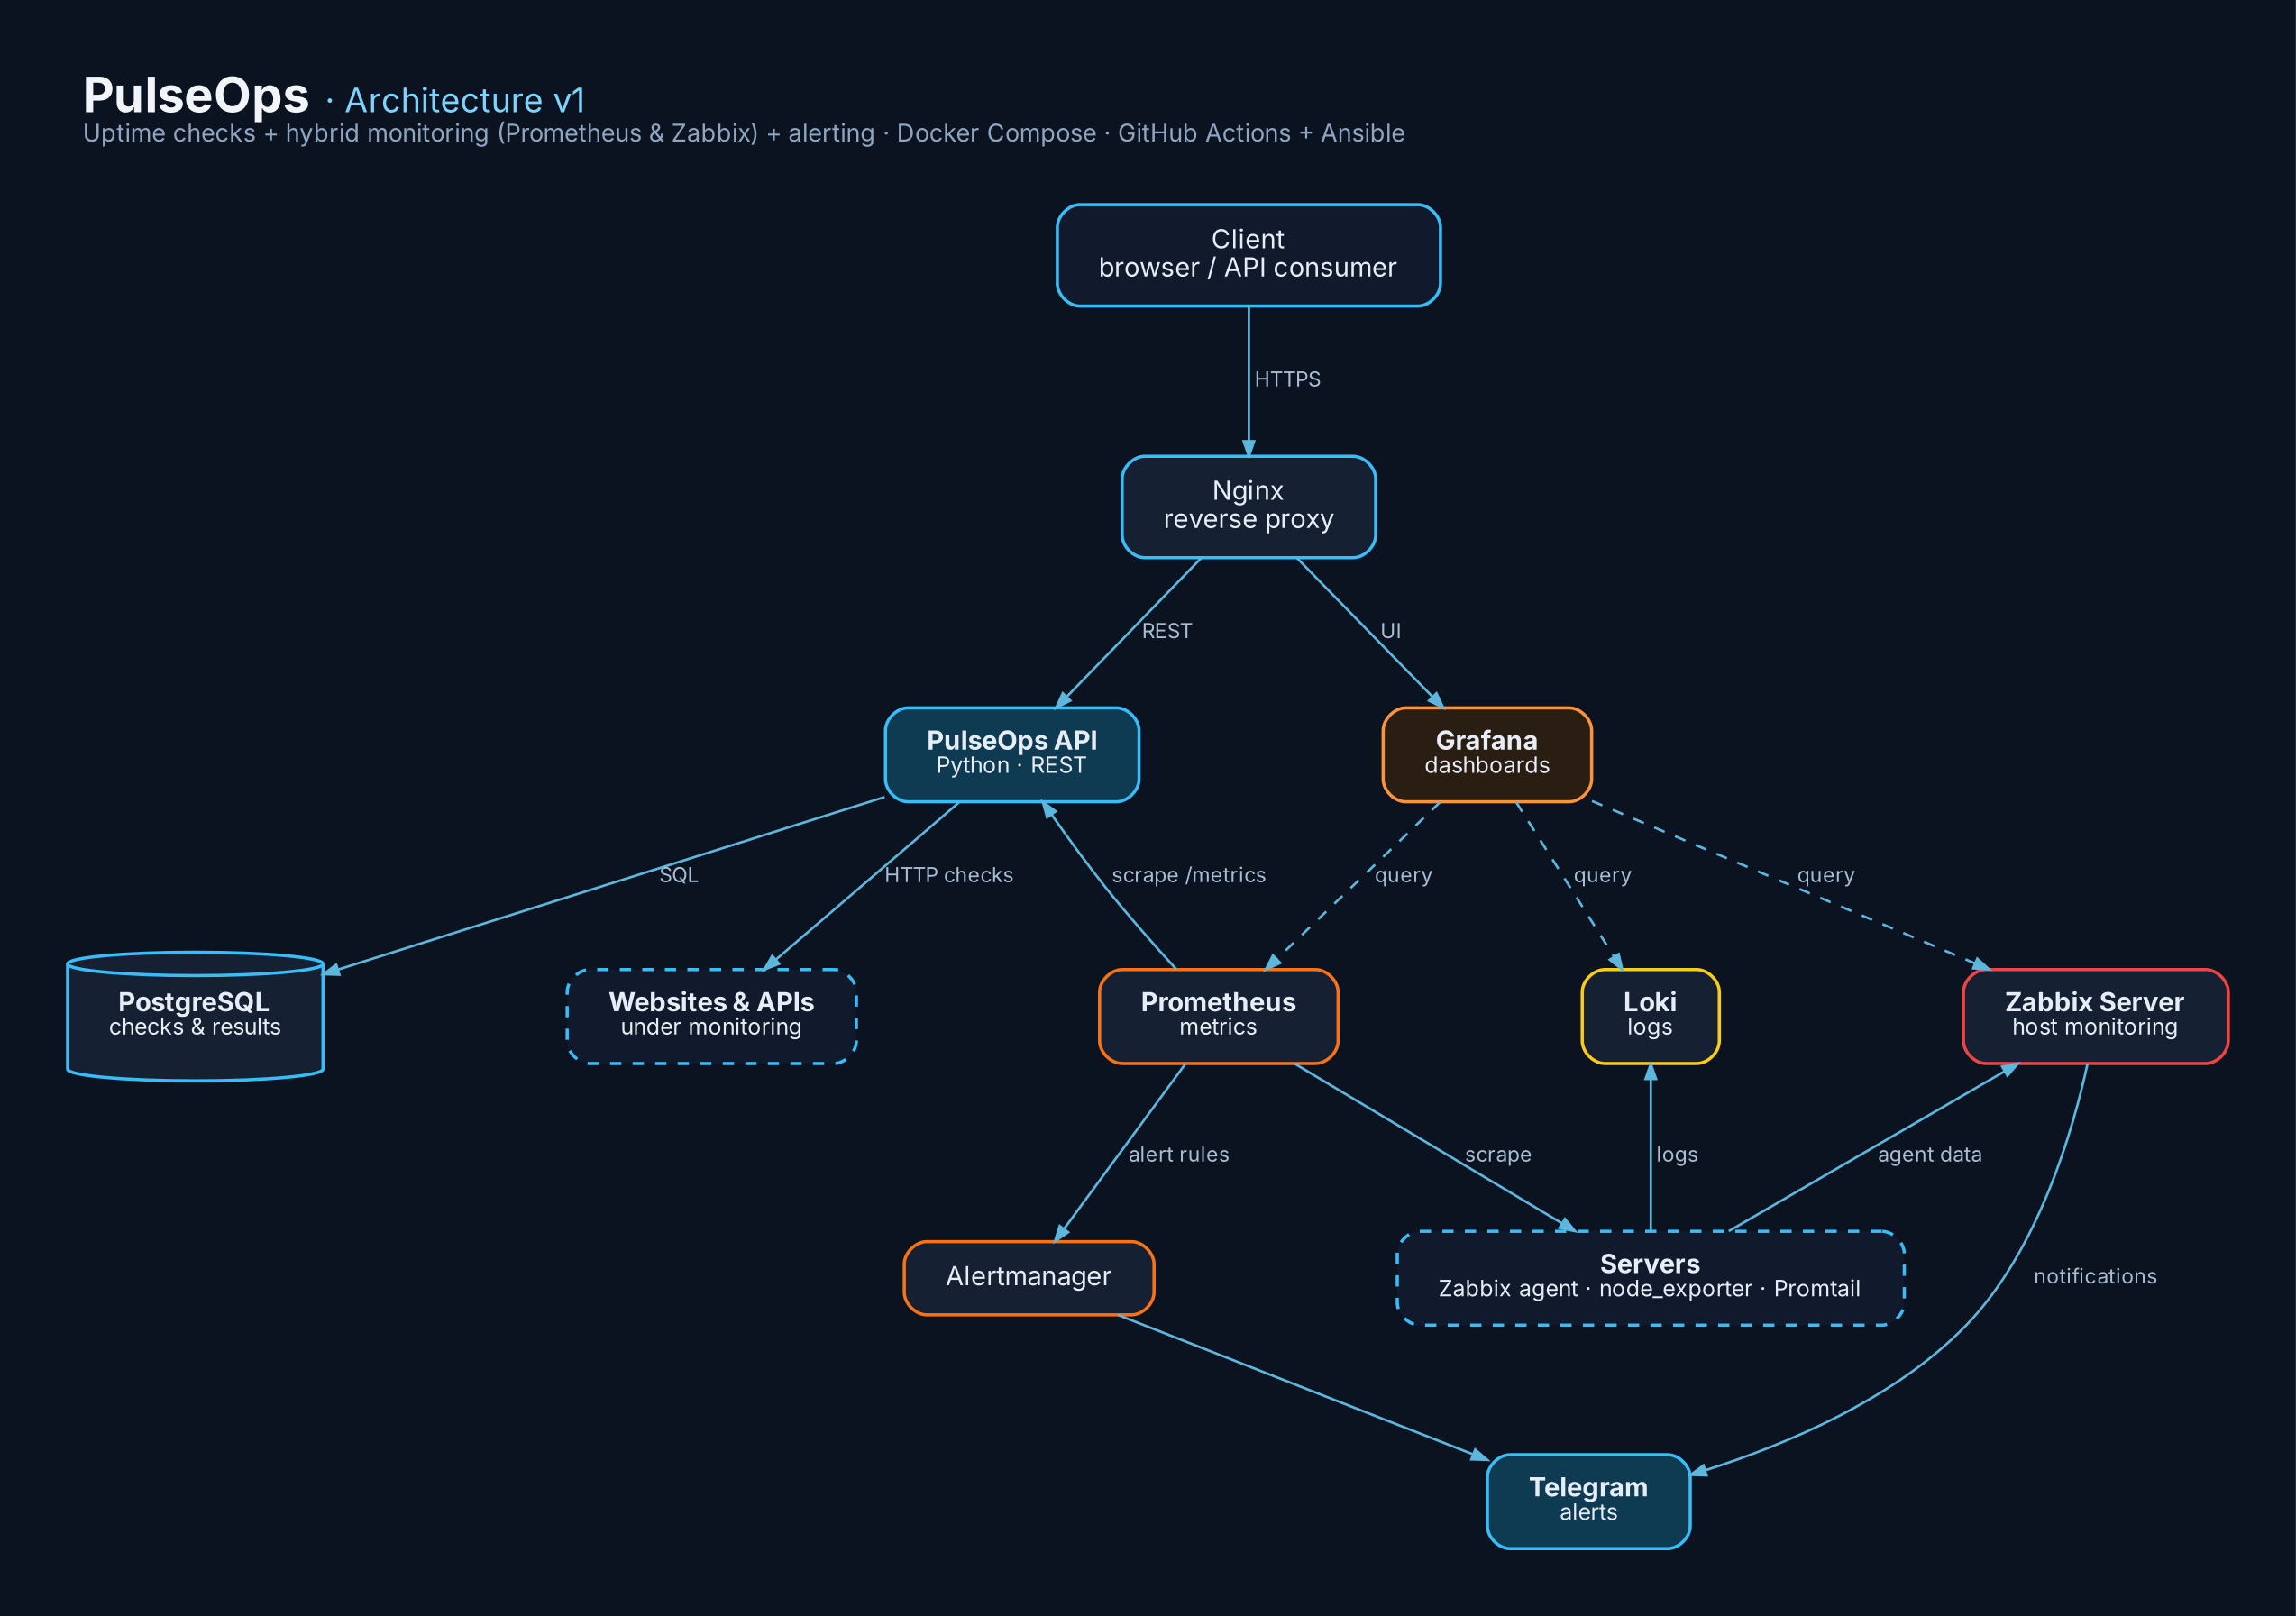 PulseOps · Architecture v1
Uptime checks + hybrid monitoring (Prometheus & Zabbix) + alerting · Docker Compose · GitHub Actions + Ansible
Client
browser / API consumer
HTTPS
Nginx
reverse proxy
REST
UI
PulseOps API
Python · REST
Grafana
dashboards
SQL
HTTP checks
scrape /metrics
query
query
query
PostgreSQL
checks & results
Websites & APIs
under monitoring
Prometheus
metrics
Loki
logs
Zabbix Server
host monitoring
alert rules
scrape
logs
agent data
Alertmanager
Servers
Zabbix agent · node_exporter · Promtail
notifications
Telegram
alerts